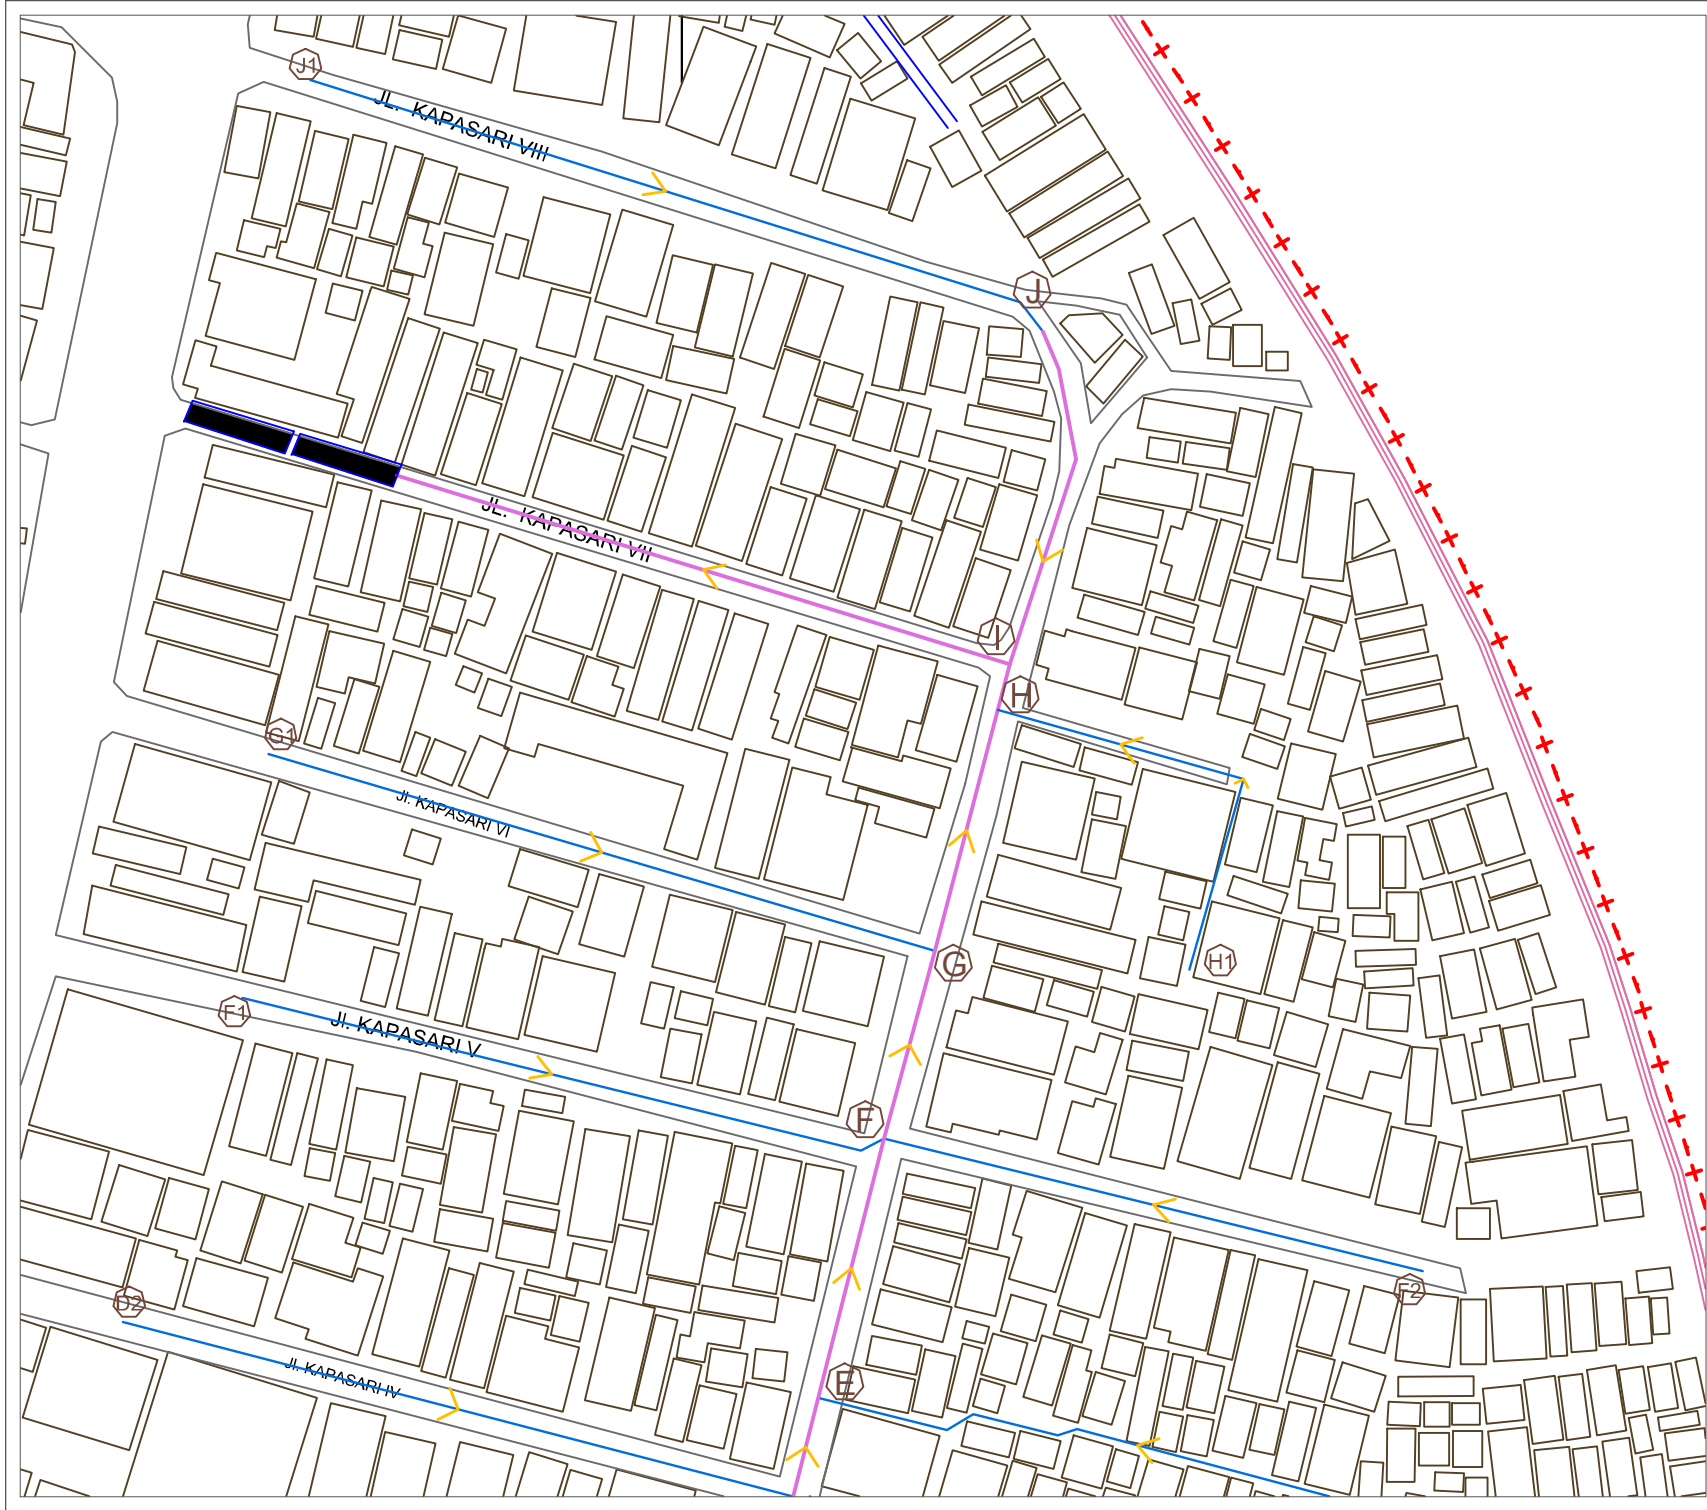 J1
JL. KAPASARI VIII
J
JL. KAPASARI VII
I
H
G1
Jl. KAPASARI VI
G
H1
F1
Jl. KAPASARI V
F
F2
D2
Jl. KAPASARI IV
E